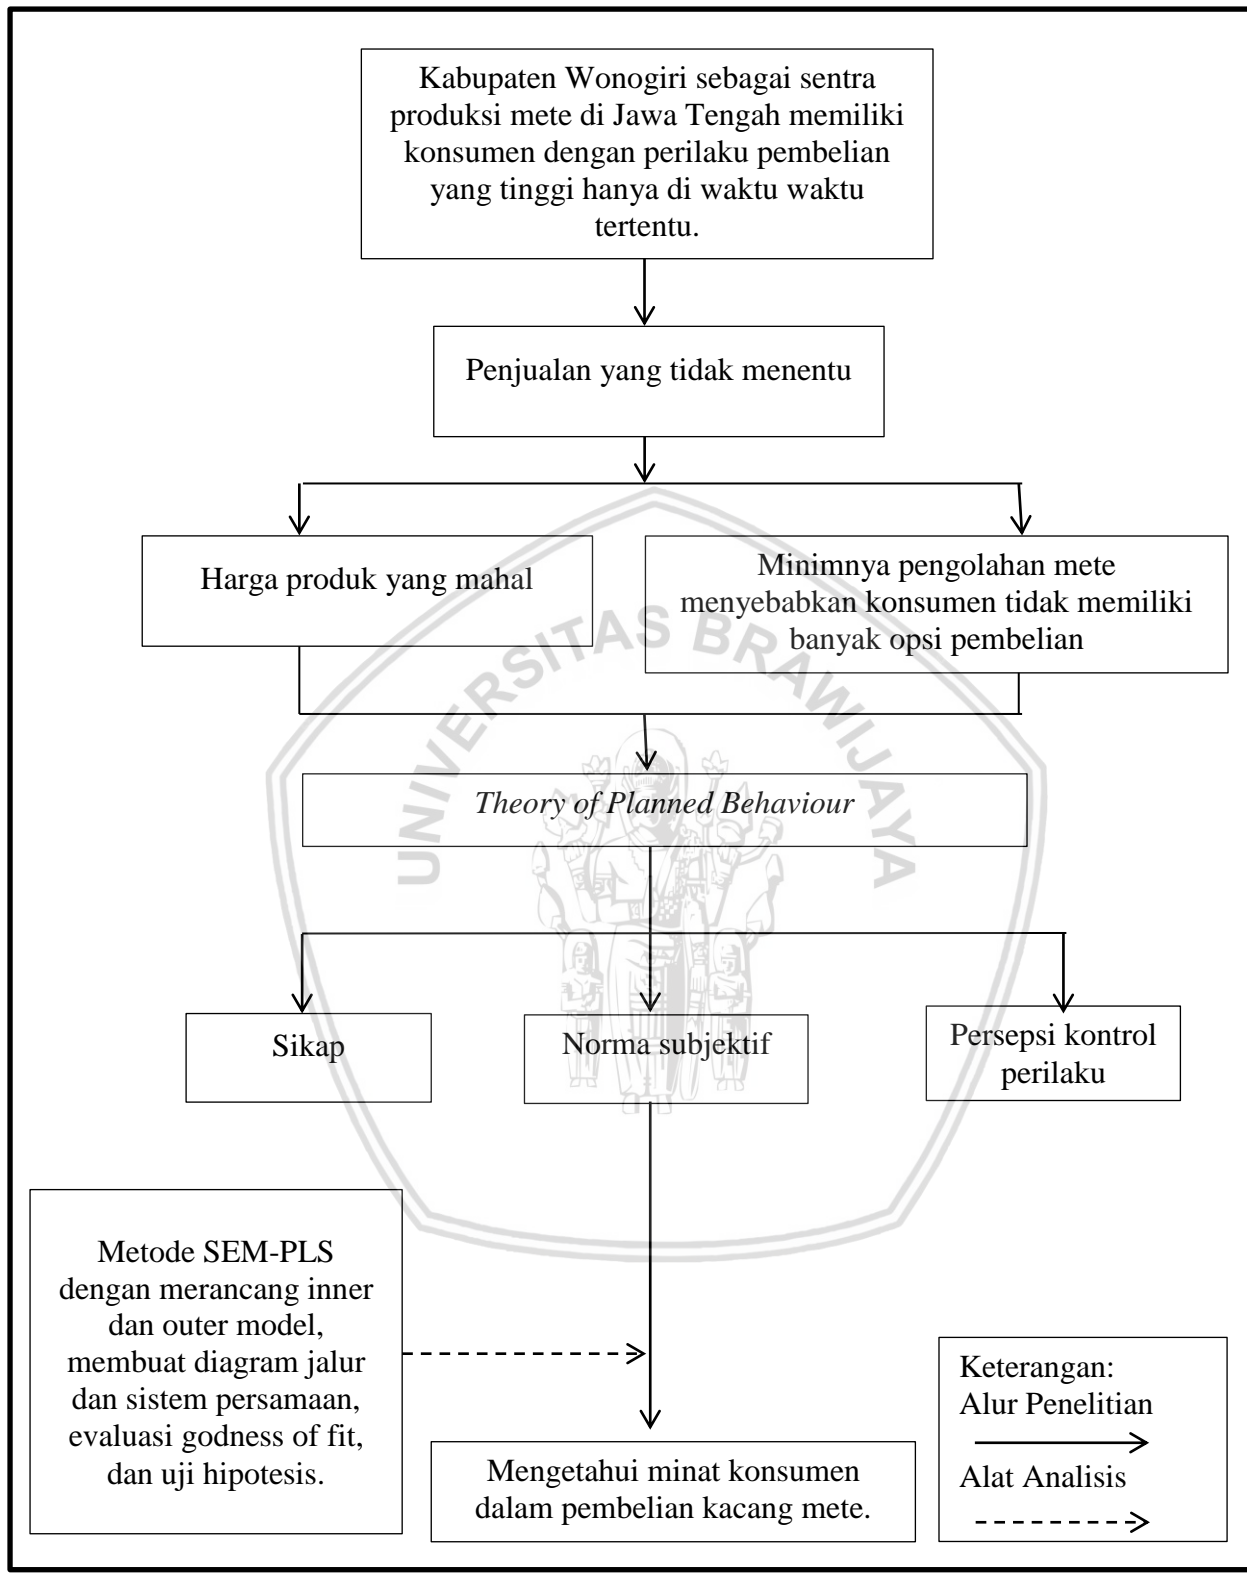 Kabupaten Wonogiri sebagai sentra
produksi mete di Jawa Tengah memiliki
konsumen dengan perilaku pembelian
yang tinggi hanya di waktu waktu
tertentu.
Penjualan yang tidak menentu
Harga produk yang mahal
Minimnya pengolahan mete
menyebabkan konsumen tidak memiliki
banyak opsi pembelian
UNIVERSITAS BRAWIJAYA
Theory of Planned Behaviour
Sikap
Norma subjektif
Persepsi kontrol
perilaku
Metode SEM-PLS
dengan merancang inner
dan outer model,
membuat diagram jalur
dan sistem persamaan,
evaluasi godness of fit,
dan uji hipotesis.
Mengetahui minat konsumen
dalam pembelian kacang mete.
Keterangan:
Alur Penelitian
Alat Analisis